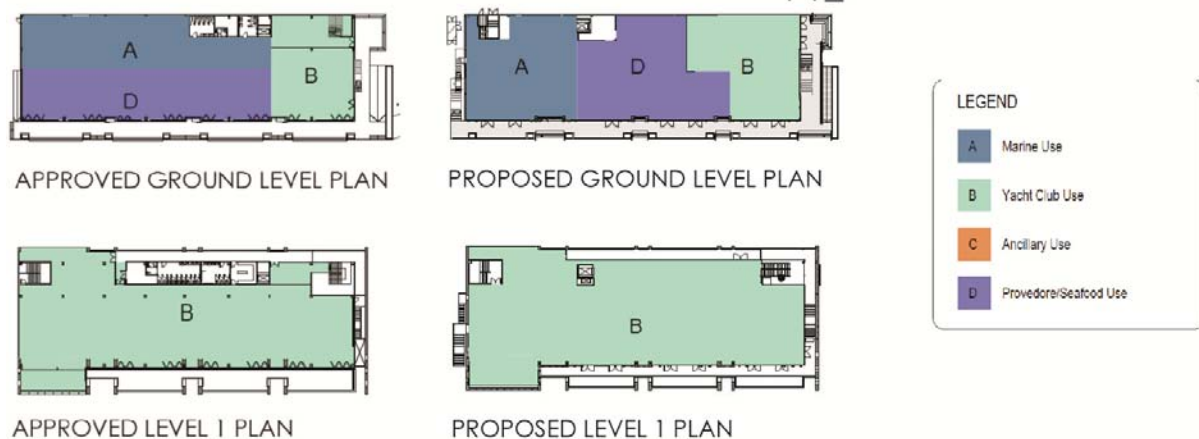 A
D
B
APPROVED GROUND LEVEL PLAN
A
D
B
PROPOSED GROUND LEVEL PLAN
B
APPROVED LEVEL 1 PLAN
B
PROPOSED LEVEL 1 PLAN
LEGEND
A Marine Use
B Yacht Club Use
C Ancillary Use
D Provedore/Seafood Use